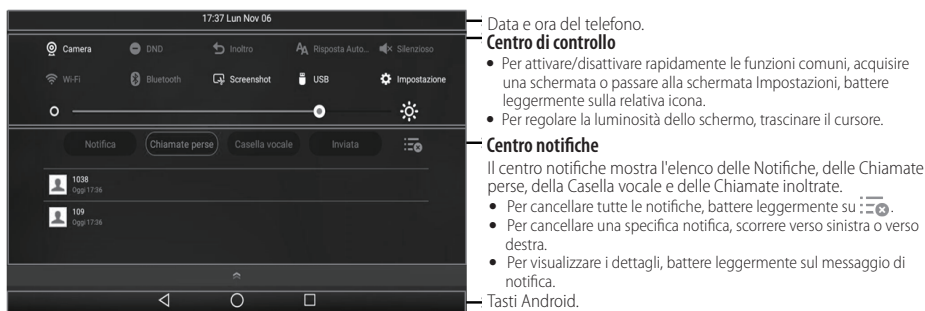 17:37 Lun Nov 06
Camera
DND
Inoltro
Risposta Auto...
Silenzioso
Wi-Fi
Bluetooth
Screenshot
USB
Impostazione
Notifica
Chiamate perse
Casella vocale
Inviata
1038
Oggi 17:36
109
Oggi 17:36
Data e ora del telefono.
Centro di controllo
• Per attivare/disattivare rapidamente le funzioni comuni, acquisire
una schermata o passare alla schermata Impostazioni, battere
leggermente sulla relativa icona.
• Per regolare la luminosità dello schermo, trascinare il cursore.
Centro notifiche
Il centro notifiche mostra l'elenco delle Notifiche, delle Chiamate
perse, della Casella vocale e delle Chiamate inoltrate.
• Per cancellare tutte le notifiche, battere leggermente su .
• Per cancellare una specifica notifica, scorrere verso sinistra o verso
destra.
• Per visualizzare i dettagli, battere leggermente sul messaggio di
notifica.
Tasti Android.